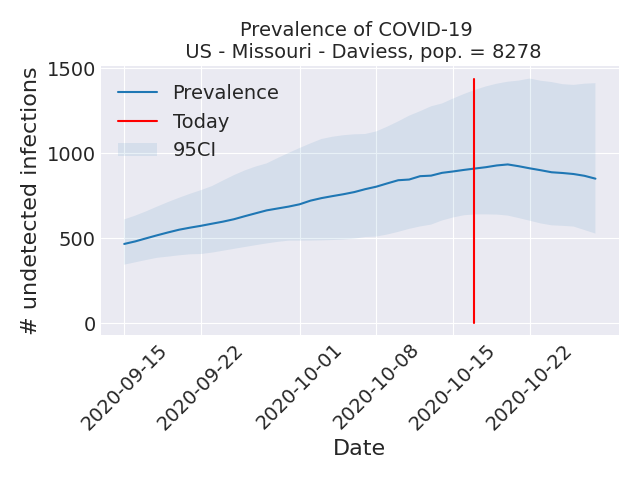 Prevalence of COVID-19
US - Missouri - Daviess, pop. = 8278
# undetected infections
1500
1000
500
0
Prevalence
Today
95CI
2020-09-15
2020-09-22
2020-10-01
2020-10-08
2020-10-15
2020-10-22
Date